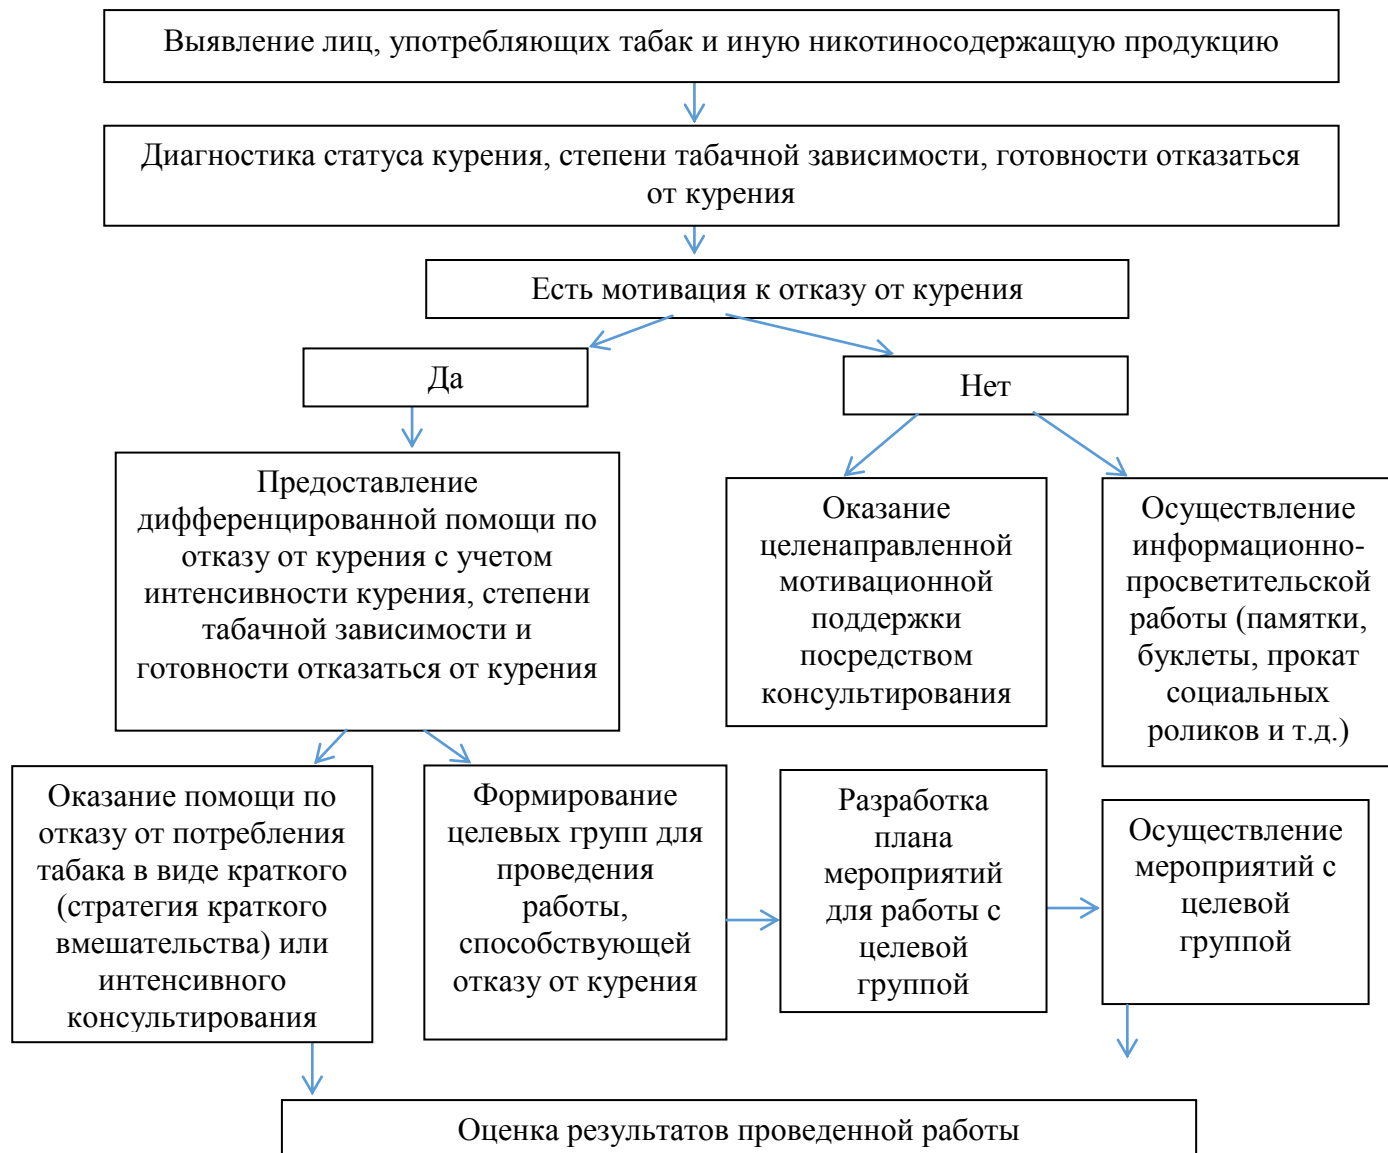 Выявление лиц, употребляющих табак и иную никотиносодержащую продукцию
Диагностика статуса курения, степени табачной зависимости, готовности отказаться
от курения
Есть мотивация к отказу от курения
Да
Нет
Предоставление
дифференцированной помощи по
отказу от курения с учетом
интенсивности курения, степени
табачной зависимости и
готовности отказаться от курения
Оказание
целенаправленной
мотивационной
поддержки
посредством
консультирования
Осуществление
информационно-
просветительской
работы (памятки,
буклеты, прокат
социальных
роликов и т.д.)
Оказание помощи по
отказу от потребления
табака в виде краткого
(стратегия краткого
вмешательства) или
интенсивного
консультирования
Формирование
целевых групп для
проведения
работы,
способствующей
отказу от курения
Разработка
плана
мероприятий
для работы с
целевой
группой
Осуществление
мероприятий с
целевой
группой
Оценка результатов проведенной работы